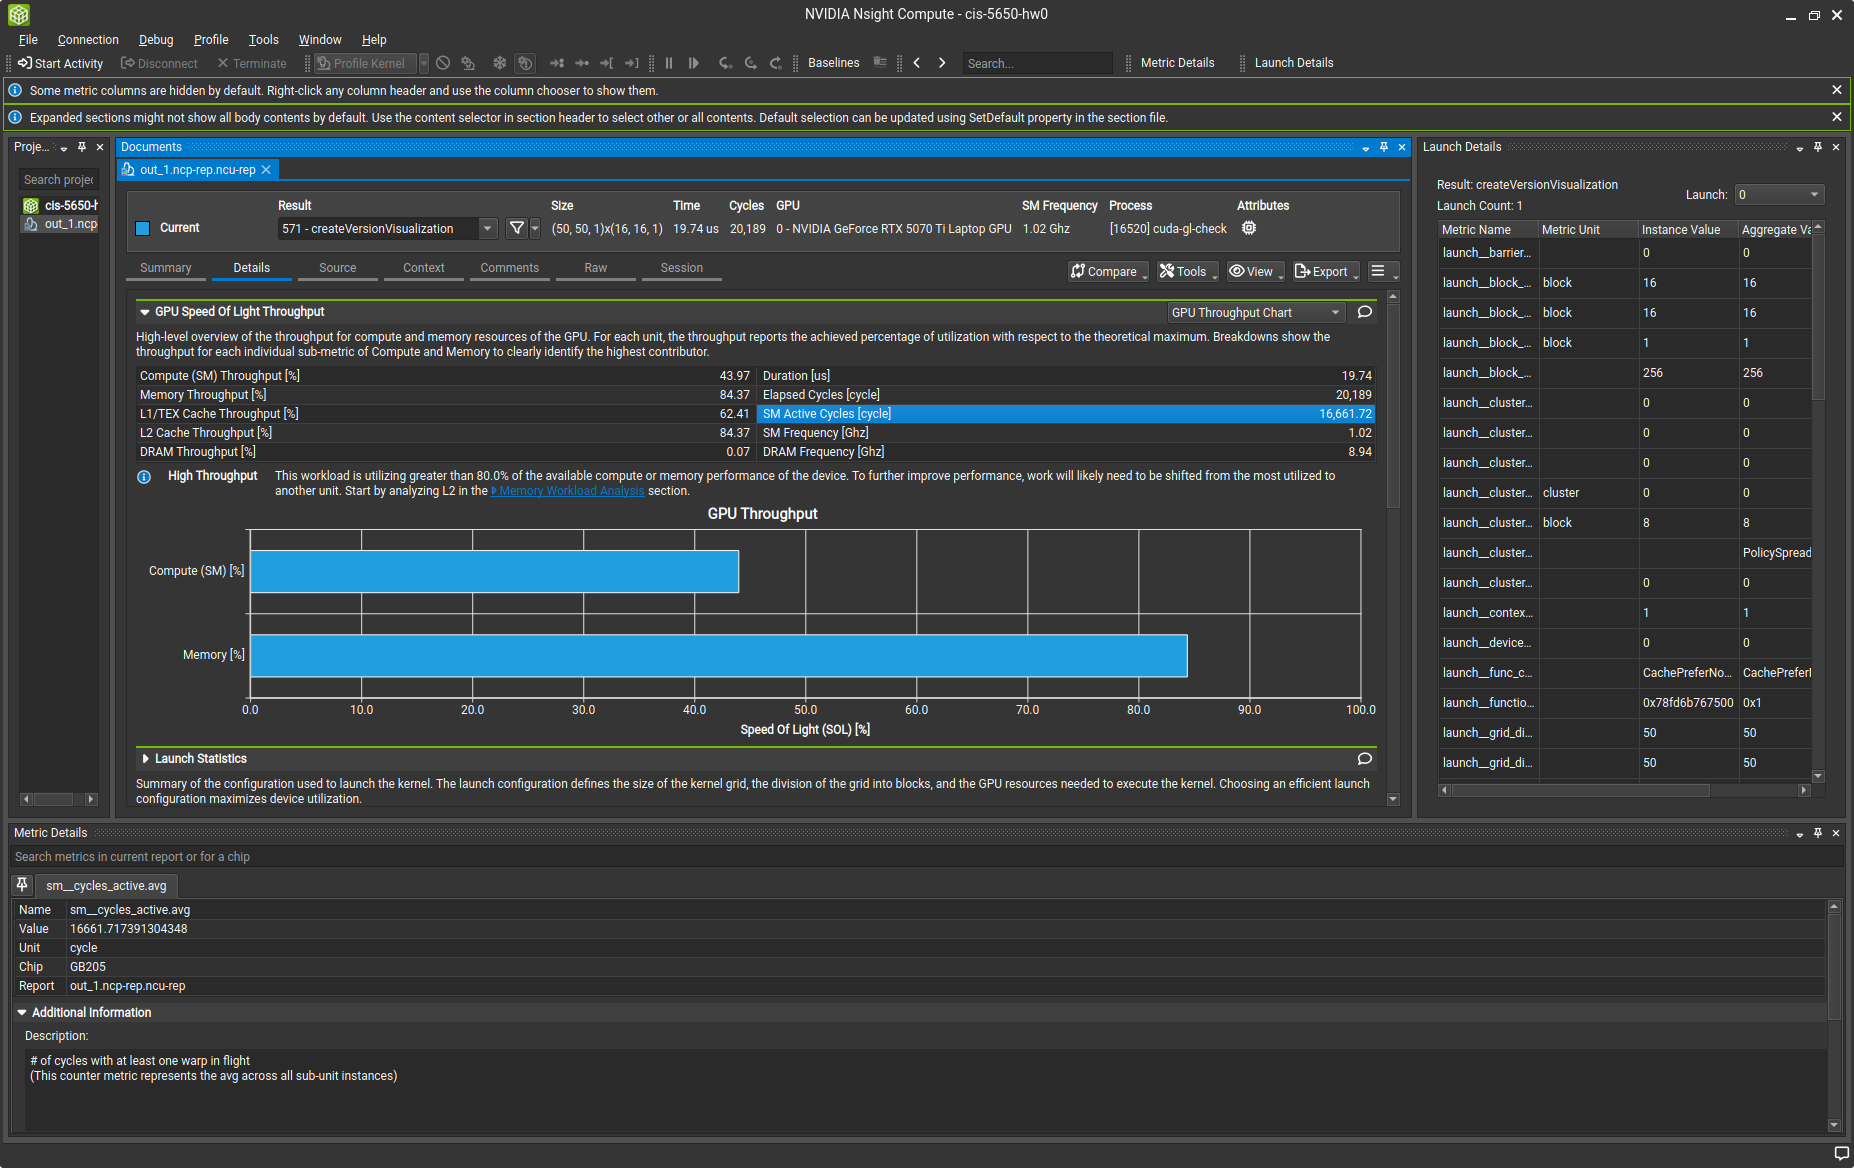 NVIDIA Nsight Compute - cis-5650-hw0
File Connection Debug Profile Tools Window Help
Start Activity Disconnect Terminate Profile Kernel Baselines Search... Metric Details Launch Details
Some metric columns are hidden by default. Right-click any column header and use the column chooser to show them.
Expanded sections might not show all body contents by default. Use the content selector in section header to select other or all contents. Default selection can be updated using SetDefault property in the section file.
Proje...
Search projec
cis-5650-h
out_1.ncp
Documents
out_1.ncp-rep.ncu-rep
Result Size Time Cycles GPU SM Frequency Process Attributes
Current 571 - createVersionVisualization (50, 50, 1)x(16, 16, 1) 19.74 us 20,189 0 - NVIDIA GeForce RTX 5070 Ti Laptop GPU 1.02 Ghz [16520] cuda-gl-check
Summary Details Source Context Comments Raw Session
Compare Tools View Export
GPU Speed Of Light Throughput GPU Throughput Chart
High-level overview of the throughput for compute and memory resources of the GPU. For each unit, the throughput reports the achieved percentage of utilization with respect to the theoretical maximum. Breakdowns show the
throughput for each individual sub-metric of Compute and Memory to clearly identify the highest contributor.
Compute (SM) Throughput [%] 43.97 Duration [us] 19.74
Memory Throughput [%] 84.37 Elapsed Cycles [cycle] 20,189
L1/TEX Cache Throughput [%] 62.41 SM Active Cycles [cycle] 16,661.72
L2 Cache Throughput [%] 84.37 SM Frequency [Ghz] 1.02
DRAM Throughput [%] 0.07 DRAM Frequency [Ghz] 8.94
High Throughput This workload is utilizing greater than 80.0% of the available compute or memory performance of the device. To further improve performance, work will likely need to be shifted from the most utilized to
another unit. Start by analyzing L2 in the Memory Workload Analysis section.
GPU Throughput
Compute (SM) [%]
Memory [%]
0.0 10.0 20.0 30.0 40.0 50.0 60.0 70.0 80.0 90.0 100.0
Speed Of Light (SOL) [%]
Launch Statistics
Summary of the configuration used to launch the kernel. The launch configuration defines the size of the kernel grid, the division of the grid into blocks, and the GPU resources needed to execute the kernel. Choosing an efficient launch
configuration maximizes device utilization.
Launch Details
Result: createVersionVisualization
Launch: 0
Launch Count: 1
Metric Name Metric Unit Instance Value Aggregate Va
launch__barrier... 0 0
launch__block_... block 16 16
launch__block_... block 16 16
launch__block_... block 1 1
launch__block_... 256 256
launch__cluster... 0 0
launch__cluster... 0 0
launch__cluster... 0 0
launch__cluster... cluster 0 0
launch__cluster... block 8 8
launch__cluster... PolicySpread
launch__cluster... 0 0
launch__contex... 1 1
launch__device... 0 0
launch__func_c... CachePreferNo... CachePreferI
launch__functio... 0x78fd6b767500 0x1
launch__grid_di... 50 50
launch__grid_di... 50 50
Metric Details
Search metrics in current report or for a chip
sm__cycles_active.avg
Name sm__cycles_active.avg
Value 16661.717391304348
Unit cycle
Chip GB205
Report out_1.ncp-rep.ncu-rep
Additional Information
Description:
# of cycles with at least one warp in flight
(This counter metric represents the avg across all sub-unit instances)